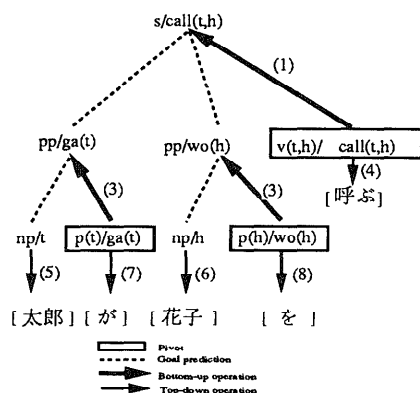 s/call(t,h)
(1)
pp/ga(t) pp/wo(h) v(t,h)/ call(t,h)
(3) (3) (4)
[呼ぶ]
np/t p(t)/ga(t) np/h p(h)/wo(h)
(5) (7) (6) (8)
[太郎] [が] [花子] [を]
Pivot
Goal prediction
Bottom-up operation
Top-down operation